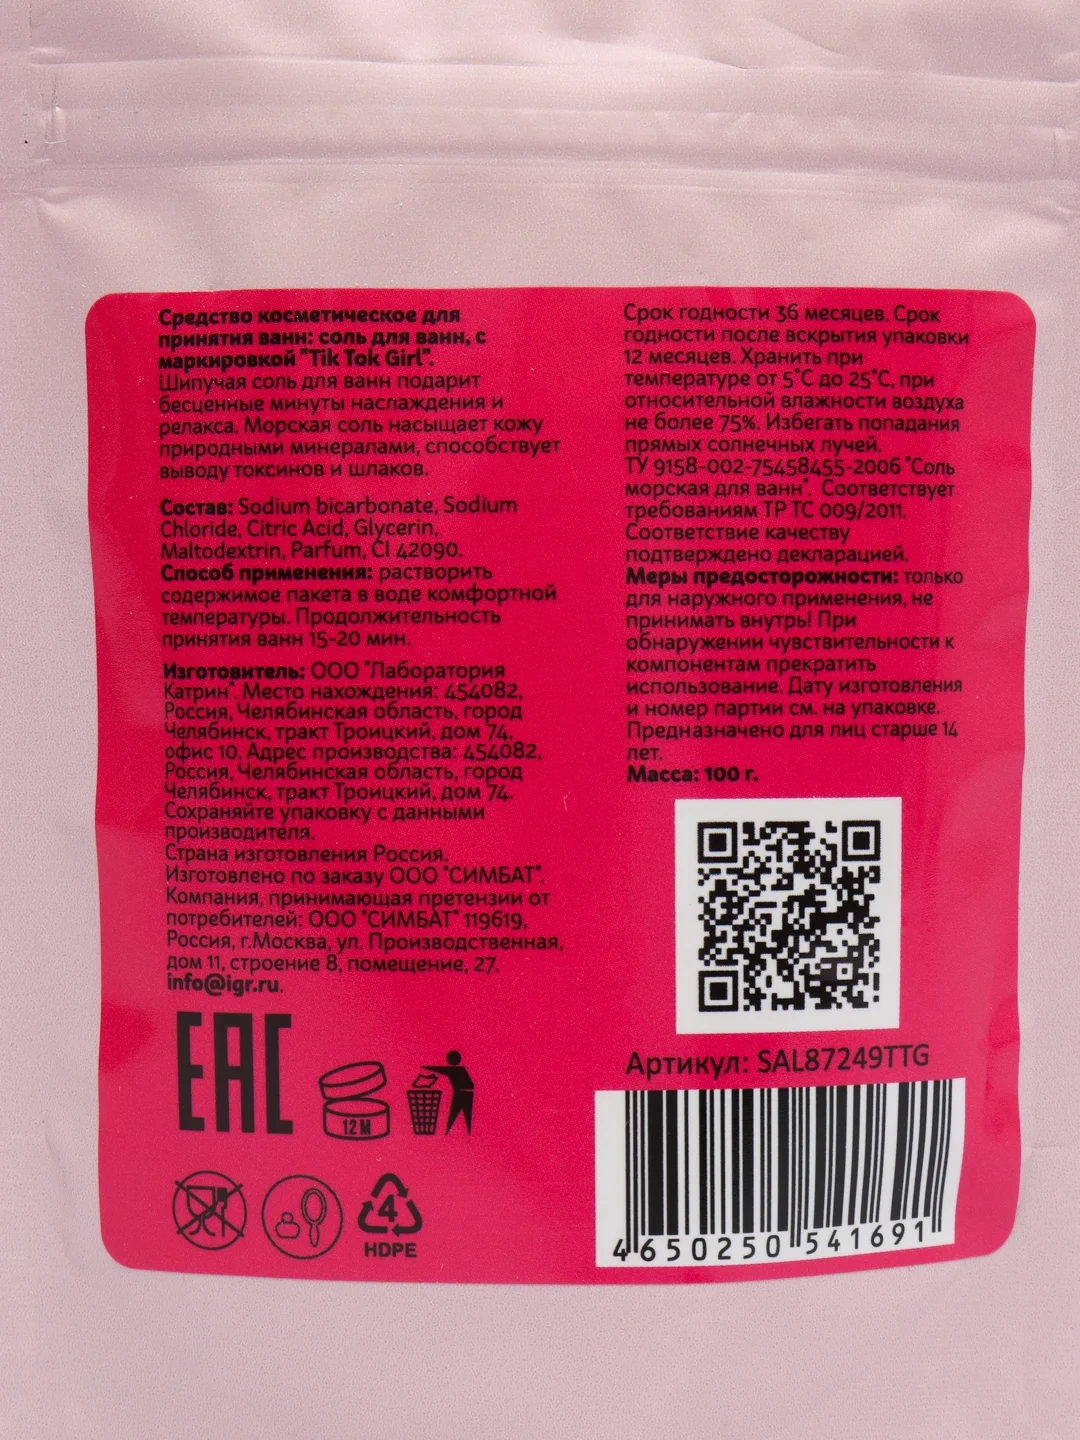 Средство косметическое для
принятия ванн: соль для ванн, с
маркировкой "Tik Tok Girl".
Шипучая соль для ванн подарит
бесценные минуты наслаждения и
релакса. Морская соль насыщает кожу
природными минералами, способствует
выводу токсинов и шлаков.
Состав: Sodium bicarbonate, Sodium
Chloride, Citric Acid, Glycerin,
Maltodextrin, Parfum, CI 42090.
Способ применения: растворить
содержимое пакета в воде комфортной
температуры. Продолжительность
принятия ванн 15-20 мин.
Изготовитель: ООО "Лаборатория
Катрин". Место нахождения: 454082,
Россия, Челябинская область, город
Челябинск, тракт Троицкий, дом 74,
офис 10. Адрес производства: 454082,
Россия, Челябинская область, город
Челябинск, тракт Троицкий, дом 74.
Сохраняйте упаковку с данными
производителя.
Страна изготовления Россия.
Изготовлено по заказу ООО "СИМБАТ".
Компания, принимающая претензии от
потребителей: ООО "СИМБАТ" 119619,
Россия, г.Москва, ул. Производственная,
дом 11, строение 8, помещение, 27.
info@igr.ru.
EAC
12 M
4
HDPE
Срок годности 36 месяцев. Срок
годности после вскрытия упаковки
12 месяцев. Хранить при
температуре от 5°С до 25°С, при
относительной влажности воздуха
не более 75%. Избегать попадания
прямых солнечных лучей.
ТУ 9158-002-75458455-2006 "Соль
морская для ванн". Соответствует
требованиям ТР ТС 009/2011.
Соответствие качеству
подтверждено декларацией.
Меры предосторожности: только
для наружного применения, не
принимать внутрь! При
обнаружении чувствительности к
компонентам прекратить
использование. Дату изготовления
и номер партии см. на упаковке.
Предназначено для лиц старше 14
лет.
Масса: 100 г.
Артикул: SAL87249TTG
4 650250 541691